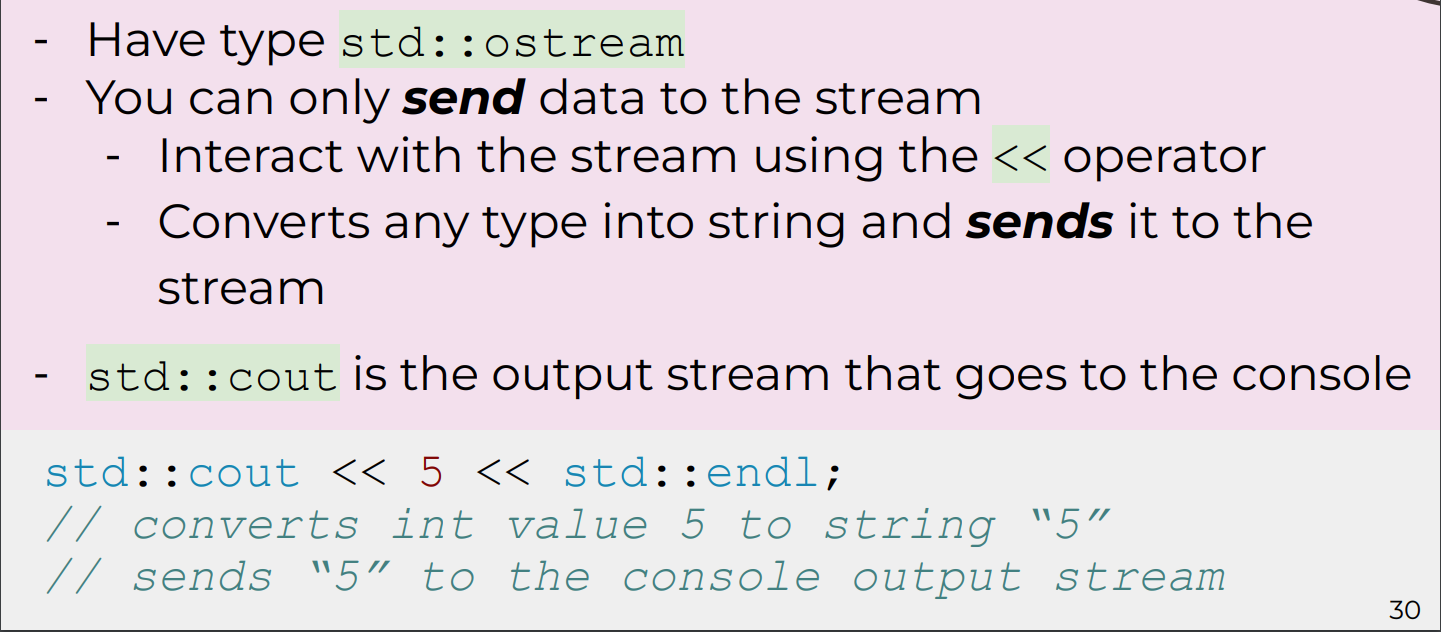 - Have type std::ostream
- You can only send data to the stream
- Interact with the stream using the << operator
- Converts any type into string and sends it to the
stream
- std::cout is the output stream that goes to the console
std::cout << 5 << std::endl;
// converts int value 5 to string “5”
// sends “5” to the console output stream
30